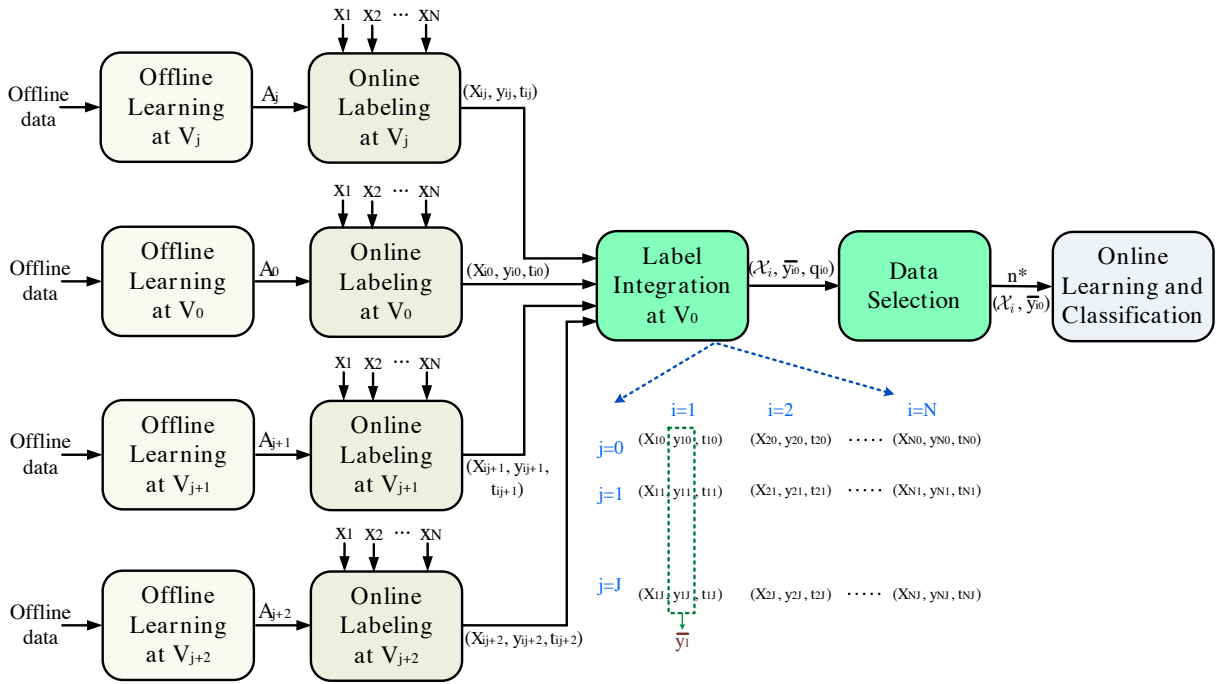 x1 x2 ... xN
Offline data
Offline Learning at Vj
Aj
Online Labeling at Vj
(Xij, yij, tij)
x1 x2 ... xN
Offline data
Offline Learning at V0
A0
Online Labeling at V0
(Xi0, yi0, ti0)
Label Integration at V0
(𝒳i, y̅i0, qi0)
Data Selection
n*
(𝒳i, y̅i0)
Online Learning and Classification
x1 x2 ... xN
Offline data
Offline Learning at Vj+1
Aj+1
Online Labeling at Vj+1
(Xij+1, yij+1,
tij+1)
x1 x2 ... xN
Offline data
Offline Learning at Vj+2
Aj+2
Online Labeling at Vj+2
(Xij+2, yij+2, tij+2)
i=1 i=2 i=N
j=0 (X10, y10, t10) (X20, y20, t20) ..... (XN0, yN0, tN0)
j=1 (X11, y11, t11) (X21, y21, t21) ..... (XN1, yN1, tN1)
j=J (X1J, y1J, t1J) (X2J, y2J, t2J) ..... (XNJ, yNJ, tNJ)
y̅1